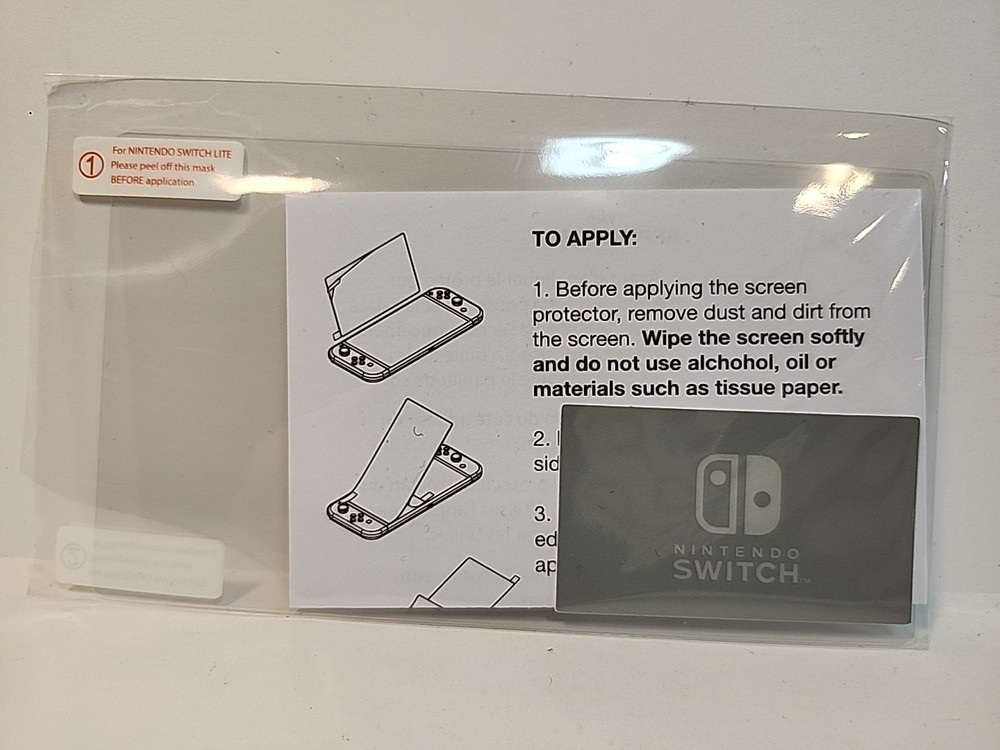 1
For NINTENDO SWITCH LITE
Please peel off this mask
BEFORE application.
TO APPLY:
1. Before applying the screen
protector, remove dust and dirt from
the screen. Wipe the screen softly
and do not use alchohol, oil or
materials such as tissue paper.
2.
sid
3.
ed
ap
NINTENDO
SWITCH™
2